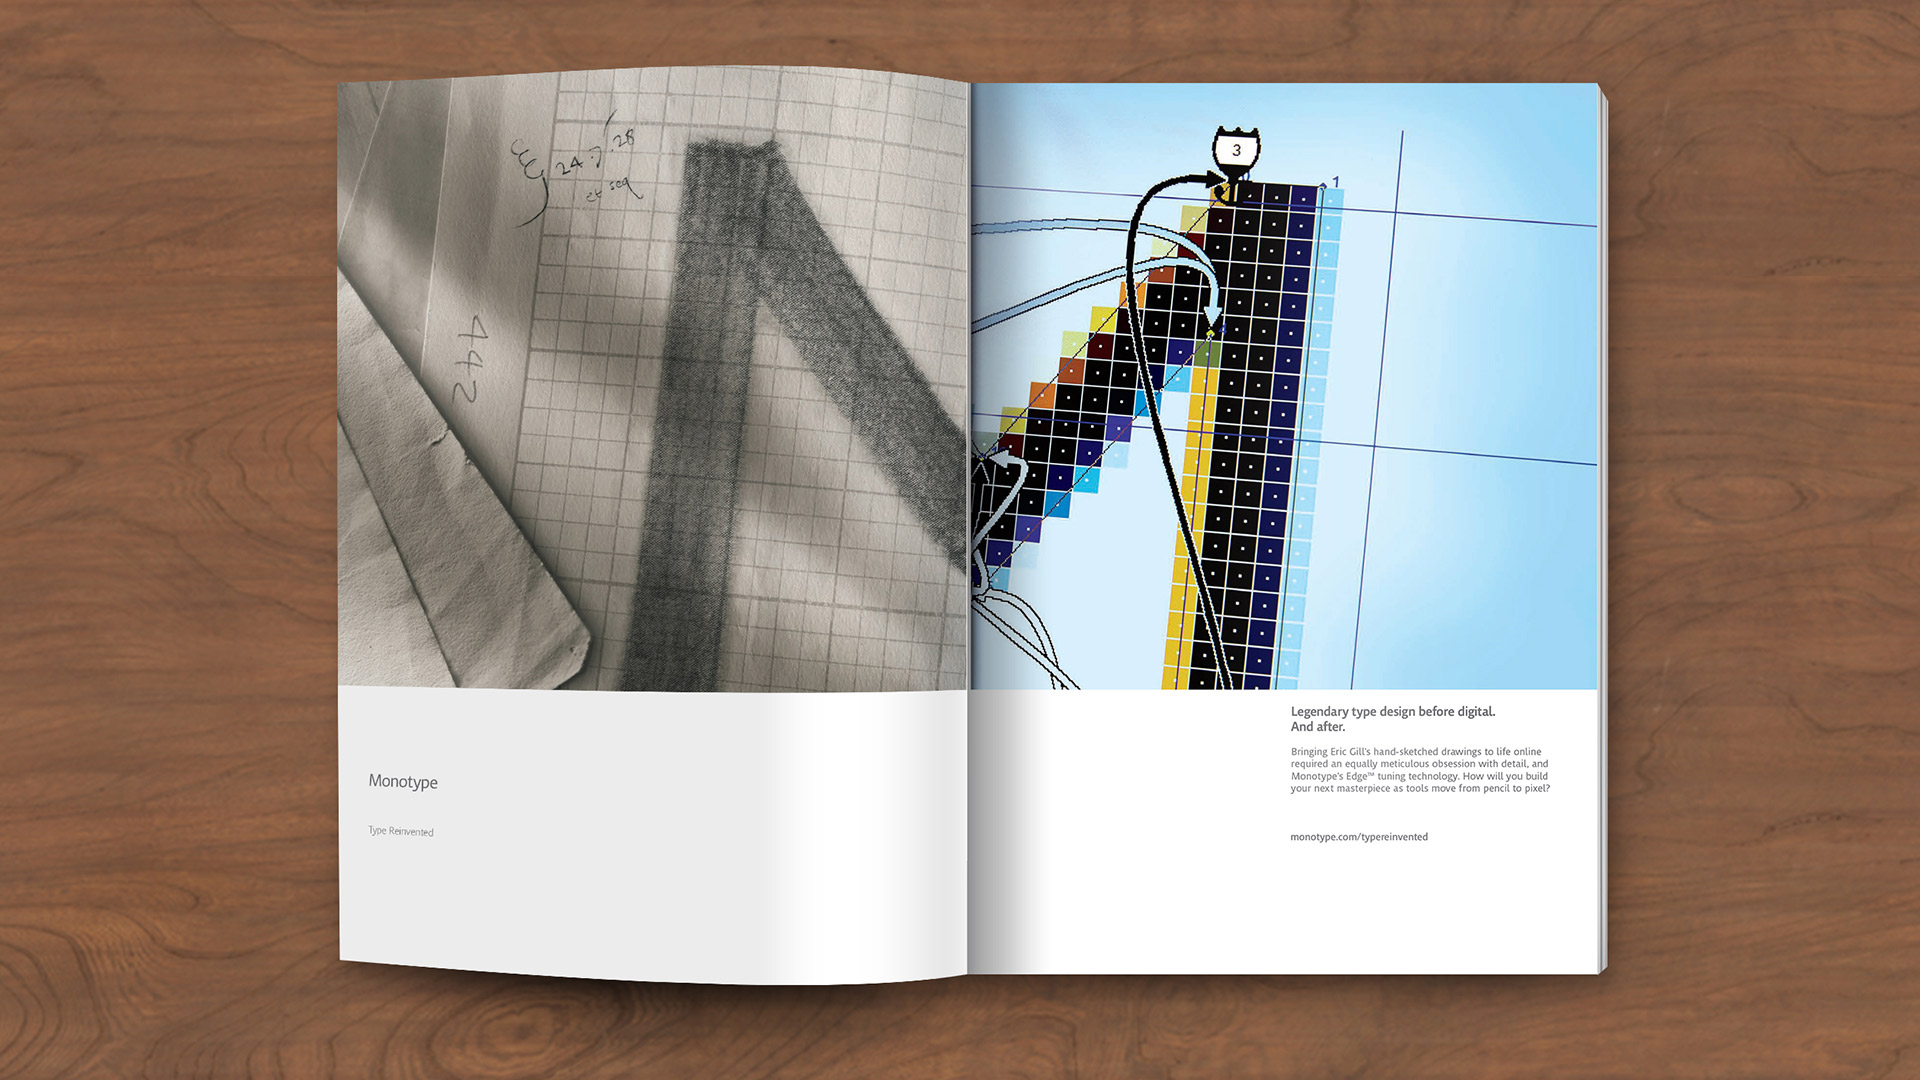 24.7.'28
et seq
442
Monotype
Type Reinvented
3
1
4
Legendary type design before digital.
And after.
Bringing Eric Gill's hand-sketched drawings to life online
required an equally meticulous obsession with detail, and
Monotype's Edge™ tuning technology. How will you build
your next masterpiece as tools move from pencil to pixel?
monotype.com/typereinvented